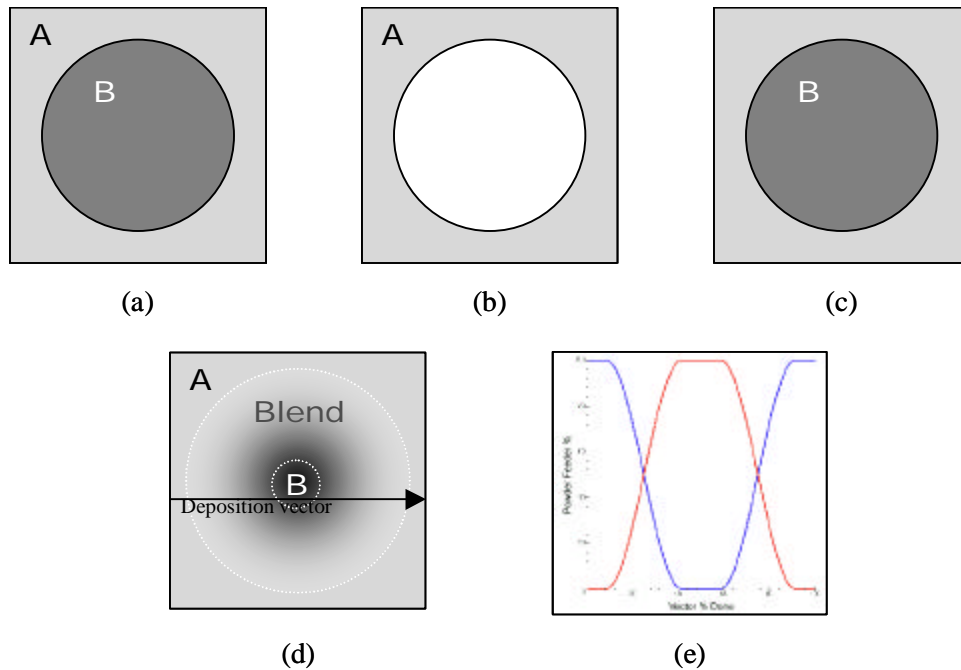 A
B
A
B
(a)
(b)
(c)
A
Blend
B
Deposition vector
Powder Feeder %
Vector % Done
(d)
(e)